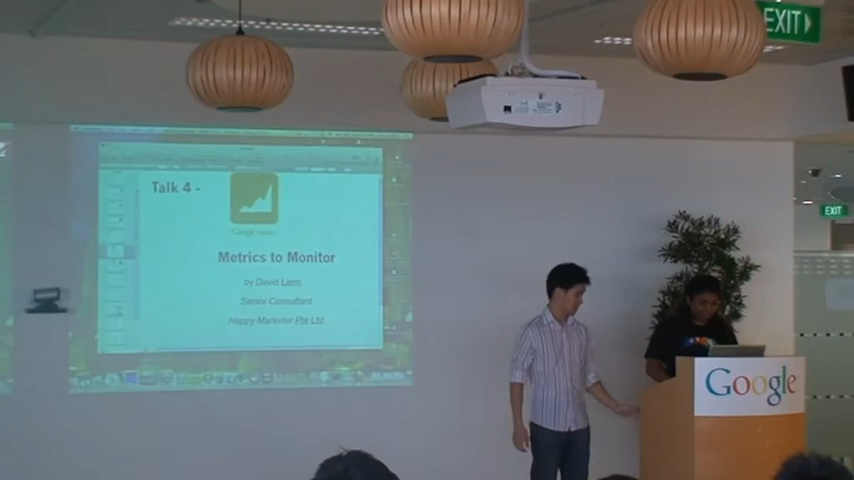 EXIT
Talk 4 -
Metrics to Monitor
by David Liem
Senior Consultant
Happy Marketer Pte Ltd
EXIT
Google